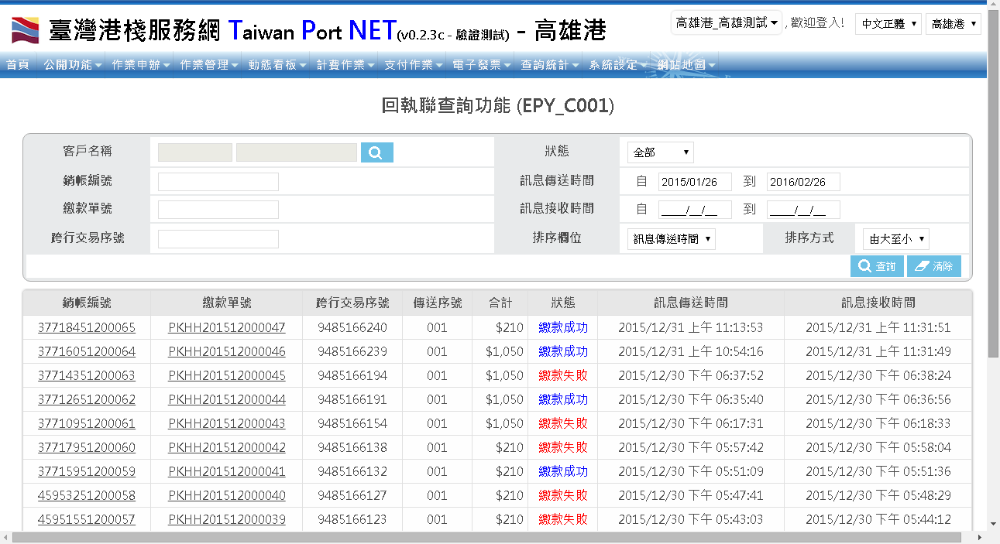 臺灣港棧服務網 Taiwan Port NET(v0.2.3c - 驗證測試) - 高雄港
高雄港_高雄測試 , 歡迎登入! 中文正體 高雄港
首頁 公開功能 作業申辦 作業管理 動態看板 計費作業 支付作業 電子發票 查詢統計 系統設定 網站地圖
回執聯查詢功能 (EPY_C001)
客戶名稱 狀態 全部
銷帳編號 訊息傳送時間 自 2015/01/26 到 2016/02/26
繳款單號 訊息接收時間 自 ____/__/__ 到 ____/__/__
跨行交易序號 排序欄位 訊息傳送時間 排序方式 由大至小
查詢 清除
銷帳編號 繳款單號 跨行交易序號 傳送序號 合計 狀態 訊息傳送時間 訊息接收時間
37718451200065 PKHH201512000047 9485166240 001 $210 繳款成功 2015/12/31 上午 11:13:53 2015/12/31 上午 11:31:51
37716051200064 PKHH201512000046 9485166239 001 $1,050 繳款成功 2015/12/31 上午 10:54:16 2015/12/31 上午 11:31:49
37714351200063 PKHH201512000045 9485166194 001 $1,050 繳款失敗 2015/12/30 下午 06:37:52 2015/12/30 下午 06:38:24
37712651200062 PKHH201512000044 9485166191 001 $1,050 繳款成功 2015/12/30 下午 06:35:40 2015/12/30 下午 06:36:56
37710951200061 PKHH201512000043 9485166154 001 $1,050 繳款失敗 2015/12/30 下午 06:17:31 2015/12/30 下午 06:18:33
37717951200060 PKHH201512000042 9485166138 001 $210 繳款失敗 2015/12/30 下午 05:57:42 2015/12/30 下午 05:58:04
37715951200059 PKHH201512000041 9485166132 001 $210 繳款成功 2015/12/30 下午 05:51:09 2015/12/30 下午 05:51:36
45953251200058 PKHH201512000040 9485166127 001 $210 繳款失敗 2015/12/30 下午 05:47:41 2015/12/30 下午 05:48:29
45951551200057 PKHH201512000039 9485166123 001 $210 繳款失敗 2015/12/30 下午 05:43:03 2015/12/30 下午 05:44:12